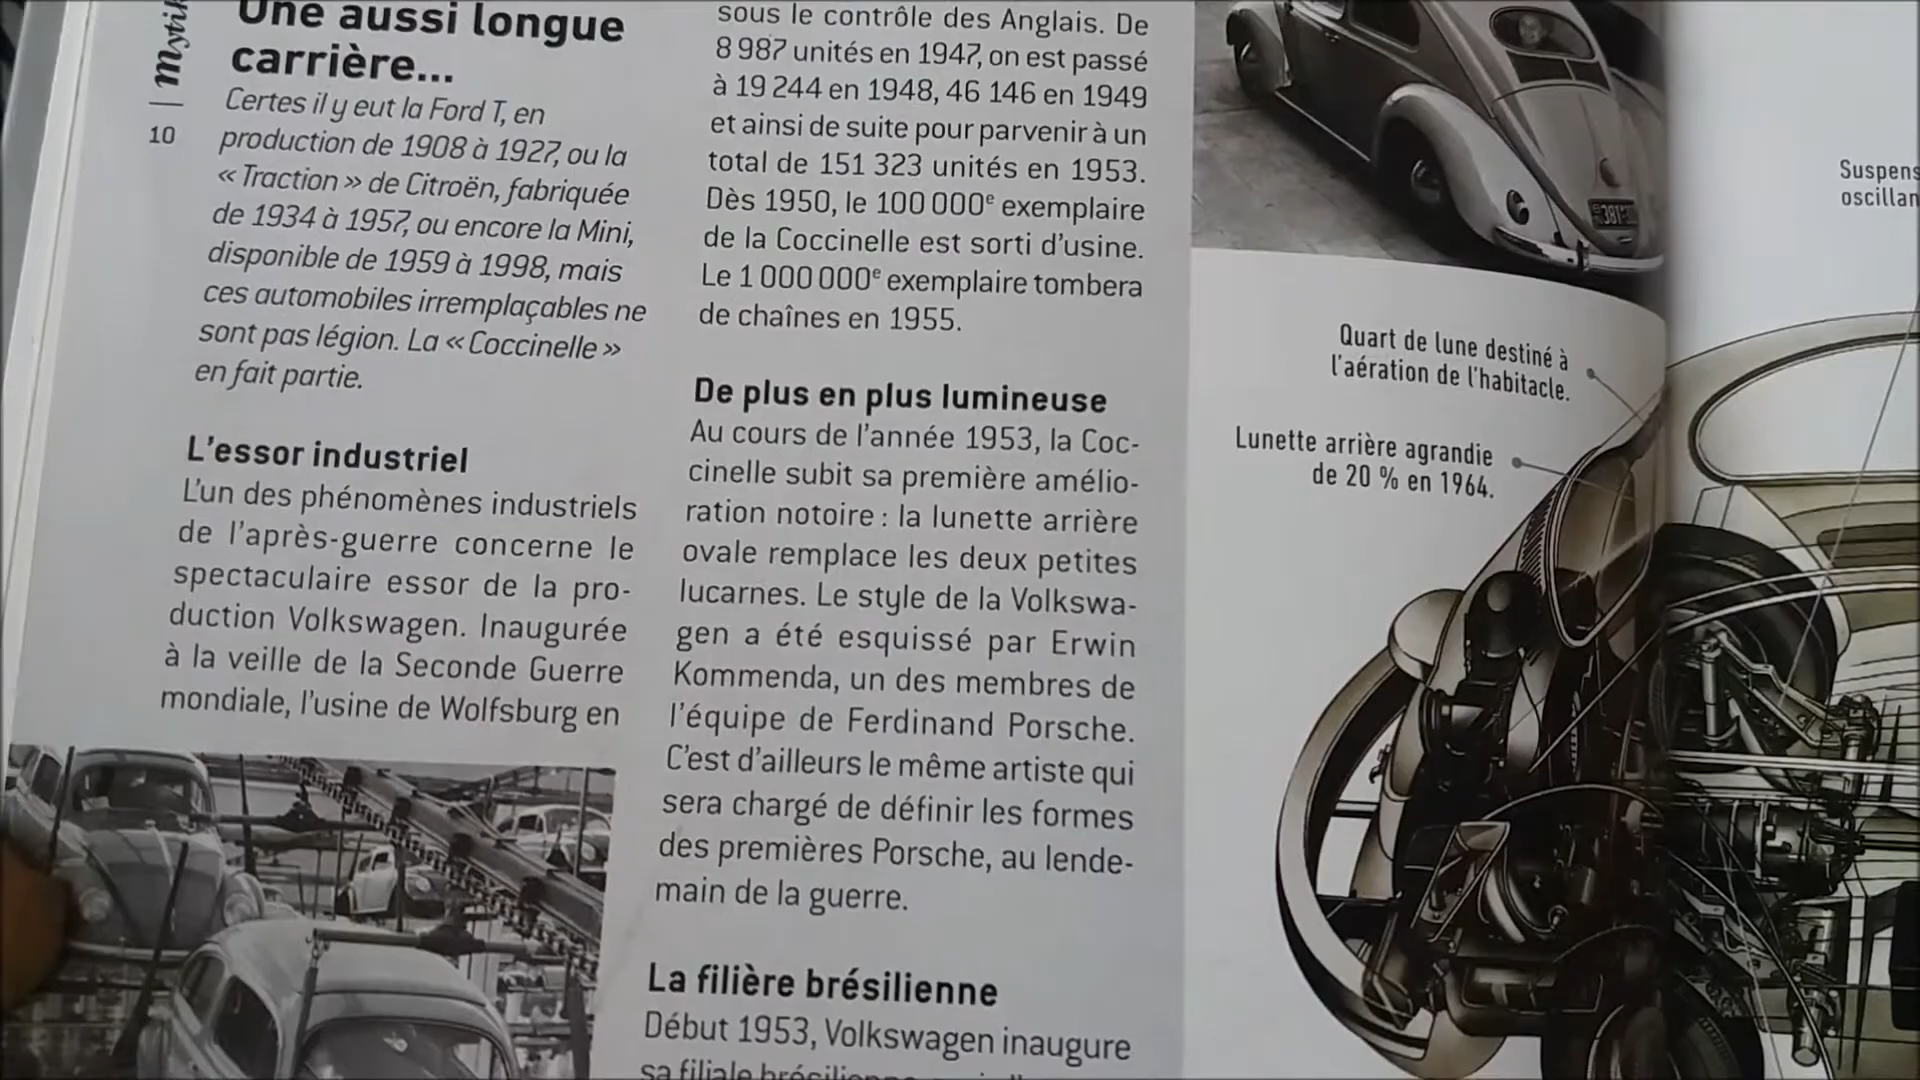 Mytik
10
Une aussi longue
carrière...
Certes il y eut la Ford T, en
production de 1908 à 1927, ou la
« Traction » de Citroën, fabriquée
de 1934 à 1957, ou encore la Mini,
disponible de 1959 à 1998, mais
ces automobiles irremplaçables ne
sont pas légion. La « Coccinelle »
en fait partie.
L'essor industriel
L'un des phénomènes industriels
de l'après-guerre concerne le
spectaculaire essor de la pro-
duction Volkswagen. Inaugurée
à la veille de la Seconde Guerre
mondiale, l'usine de Wolfsburg en
sous le contrôle des Anglais. De
8 987 unités en 1947, on est passé
à 19 244 en 1948, 46 146 en 1949
et ainsi de suite pour parvenir à un
total de 151 323 unités en 1953.
Dès 1950, le 100 000e exemplaire
de la Coccinelle est sorti d'usine.
Le 1 000 000e exemplaire tombera
de chaînes en 1955.
De plus en plus lumineuse
Au cours de l'année 1953, la Coc-
cinelle subit sa première amélio-
ration notoire : la lunette arrière
ovale remplace les deux petites
lucarnes. Le style de la Volkswa-
gen a été esquissé par Erwin
Kommenda, un des membres de
l'équipe de Ferdinand Porsche.
C'est d'ailleurs le même artiste qui
sera chargé de définir les formes
des premières Porsche, au lende-
main de la guerre.
La filière brésilienne
Début 1953, Volkswagen inaugure
sa filiale brésilienne
Quart de lune destiné à
l'aération de l'habitacle.
Lunette arrière agrandie
de 20 % en 1964.
Suspens
oscillan